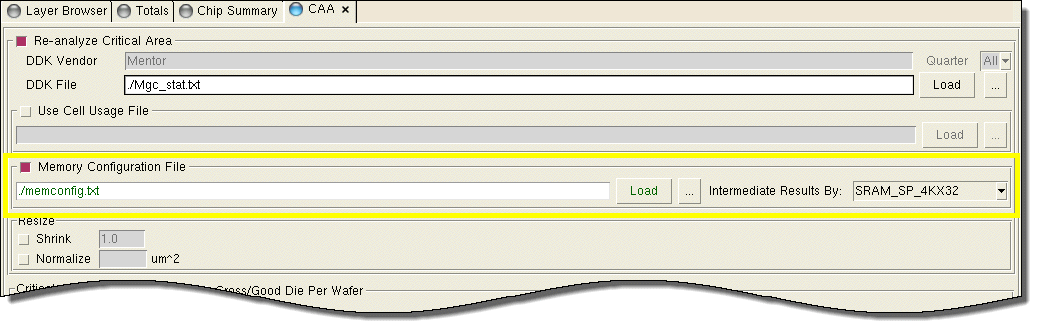 Layer Browser Totals Chip Summary CAA
Re-analyze Critical Area
DDK Vendor Mentor Quarter All
DDK File ./Mgc_stat.txt Load ...
Use Cell Usage File
Load ...
Memory Configuration File
./memconfig.txt Load ... Intermediate Results By: SRAM_SP_4KX32
Resize
Shrink 1.0
Normalize um^2
Gross/Good Die Per Wafer